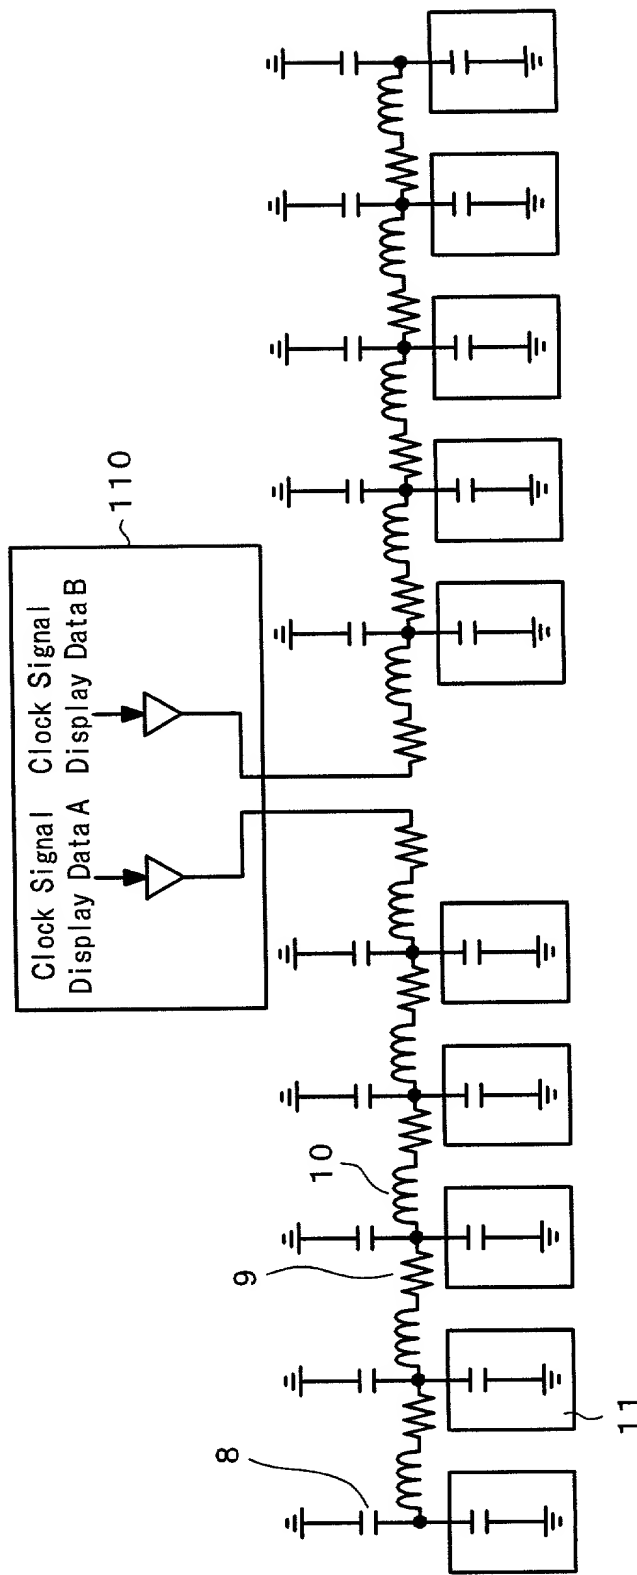 Clock Signal
Display Data A
Clock Signal
Display Data B
110
8
9
10
11